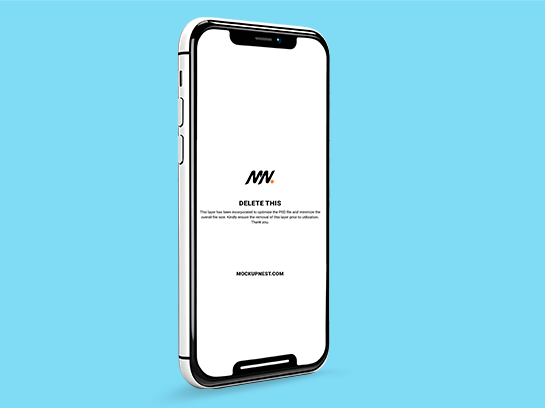 MN.
DELETE THIS
This layer has been incorporated to optimize the PSD file and minimize the
overall file size. Kindly ensure the removal of this layer prior to utilization.
Thank you
MOCKUPNEST.COM